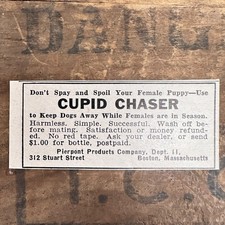 Don't Spay and Spoil Your Female Puppy—Use
CUPID CHASER
to Keep Dogs Away While Females are in Season.
Harmless. Simple. Successful. Wash off
before mating. Satisfaction or money refund-
ed. No red tape. Ask your dealer, or send
$1.00 for bottle, postpaid.
Pierpont Products Company, Dept. 11,
312 Stuart Street Boston, Massachusetts